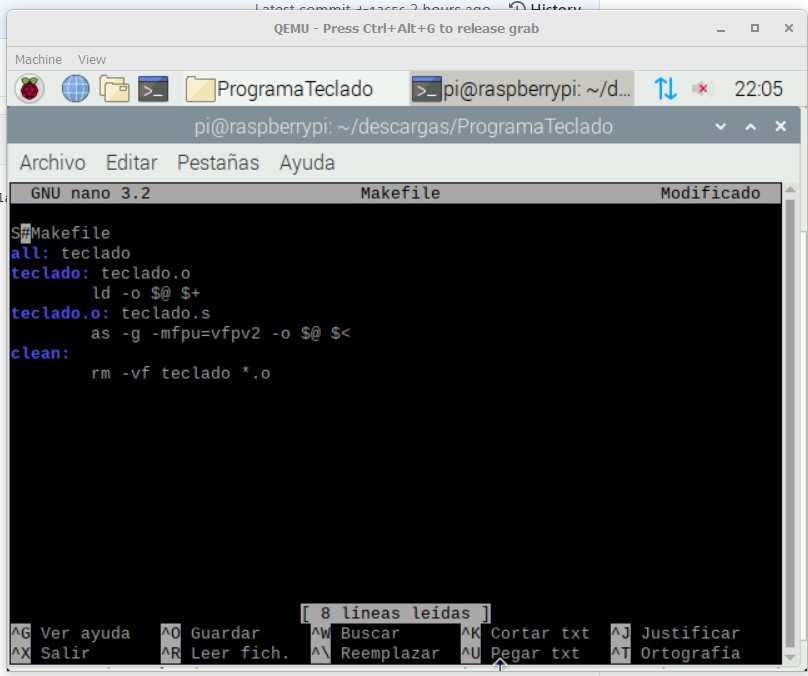 Latest commit da13656 2 hours ago History
QEMU - Press Ctrl+Alt+G to release grab
Machine View
ProgramaTeclado pi@raspberrypi: ~/d... 22:05
pi@raspberrypi: ~/descargas/ProgramaTeclado
Archivo Editar Pestañas Ayuda
GNU nano 3.2 Makefile Modificado
S#Makefile
all: teclado
teclado: teclado.o
ld -o $@ $+
teclado.o: teclado.s
as -g -mfpu=vfpv2 -o $@ $<
clean:
rm -vf teclado *.o
[ 8 líneas leídas ]
^G Ver ayuda ^O Guardar ^W Buscar ^K Cortar txt ^J Justificar
^X Salir ^R Leer fich. ^\ Reemplazar ^U Pegar txt ^T Ortografía